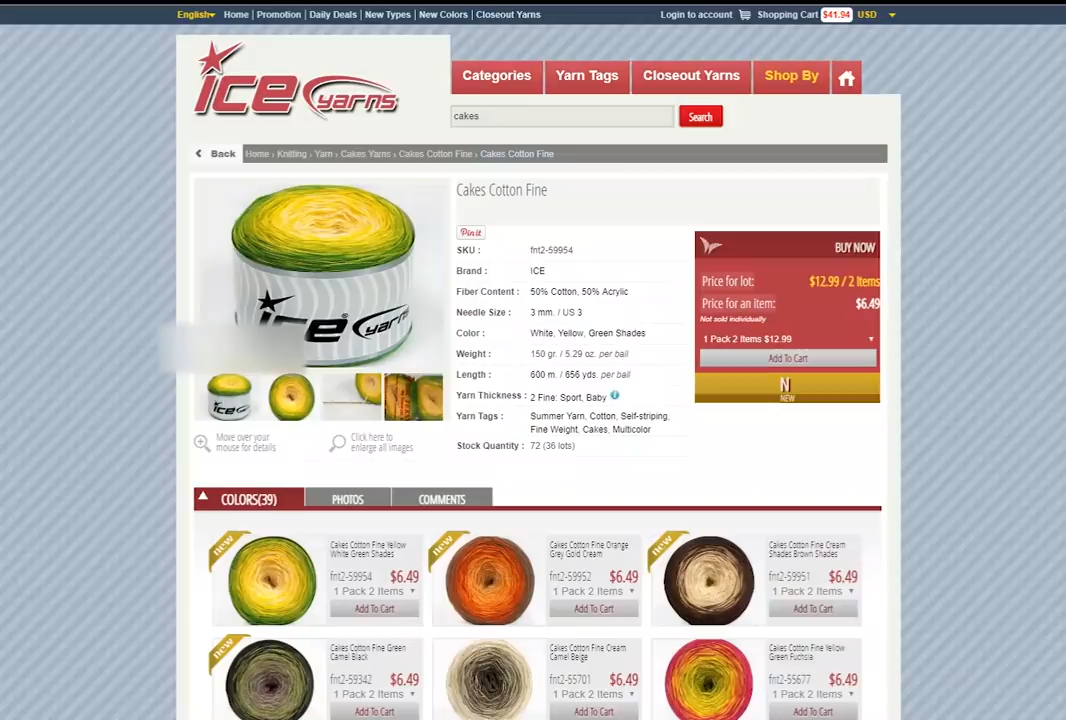 English▾ Home | Promotion | Daily Deals | New Types | New Colors | Closeout Yarns Login to account Shopping Cart $41.94 USD
ice yarns
Categories Yarn Tags Closeout Yarns Shop By
cakes Search
Back Home › Knitting › Yarn › Cakes Yarns › Cakes Cotton Fine › Cakes Cotton Fine
Cakes Cotton Fine
Pin it
SKU : fnt2-59954
Brand : ICE
Fiber Content : 50% Cotton, 50% Acrylic
Needle Size : 3 mm. / US 3
Color : White, Yellow, Green Shades
Weight : 150 gr. / 5.29 oz. per ball
Length : 600 m. / 656 yds. per ball
Yarn Thickness : 2 Fine: Sport, Baby
Yarn Tags : Summer Yarn, Cotton, Self-striping,
Fine Weight, Cakes, Multicolor
Stock Quantity : 72 (36 lots)
BUY NOW
Price for lot: $12.99 / 2 Items
Price for an item: $6.49
Not sold individually
1 Pack 2 Items $12.99
Add To Cart
N
NEW
ice yarns
ice
Move over your
mouse for details
Click here to
enlarge all images
COLORS(39) PHOTOS COMMENTS
new
Cakes Cotton Fine Yellow
White Green Shades
fnt2-59954 $6.49
1 Pack 2 Items
Add To Cart
new
Cakes Cotton Fine Orange
Grey Gold Cream
fnt2-59952 $6.49
1 Pack 2 Items
Add To Cart
new
Cakes Cotton Fine Cream
Shades Brown Shades
fnt2-59951 $6.49
1 Pack 2 Items
Add To Cart
new
Cakes Cotton Fine Green
Camel Black
fnt2-59342 $6.49
1 Pack 2 Items
Add To Cart
Cakes Cotton Fine Cream
Camel Beige
fnt2-55701 $6.49
1 Pack 2 Items
Add To Cart
Cakes Cotton Fine Yellow
Green Fuchsia
fnt2-55677 $6.49
1 Pack 2 Items
Add To Cart